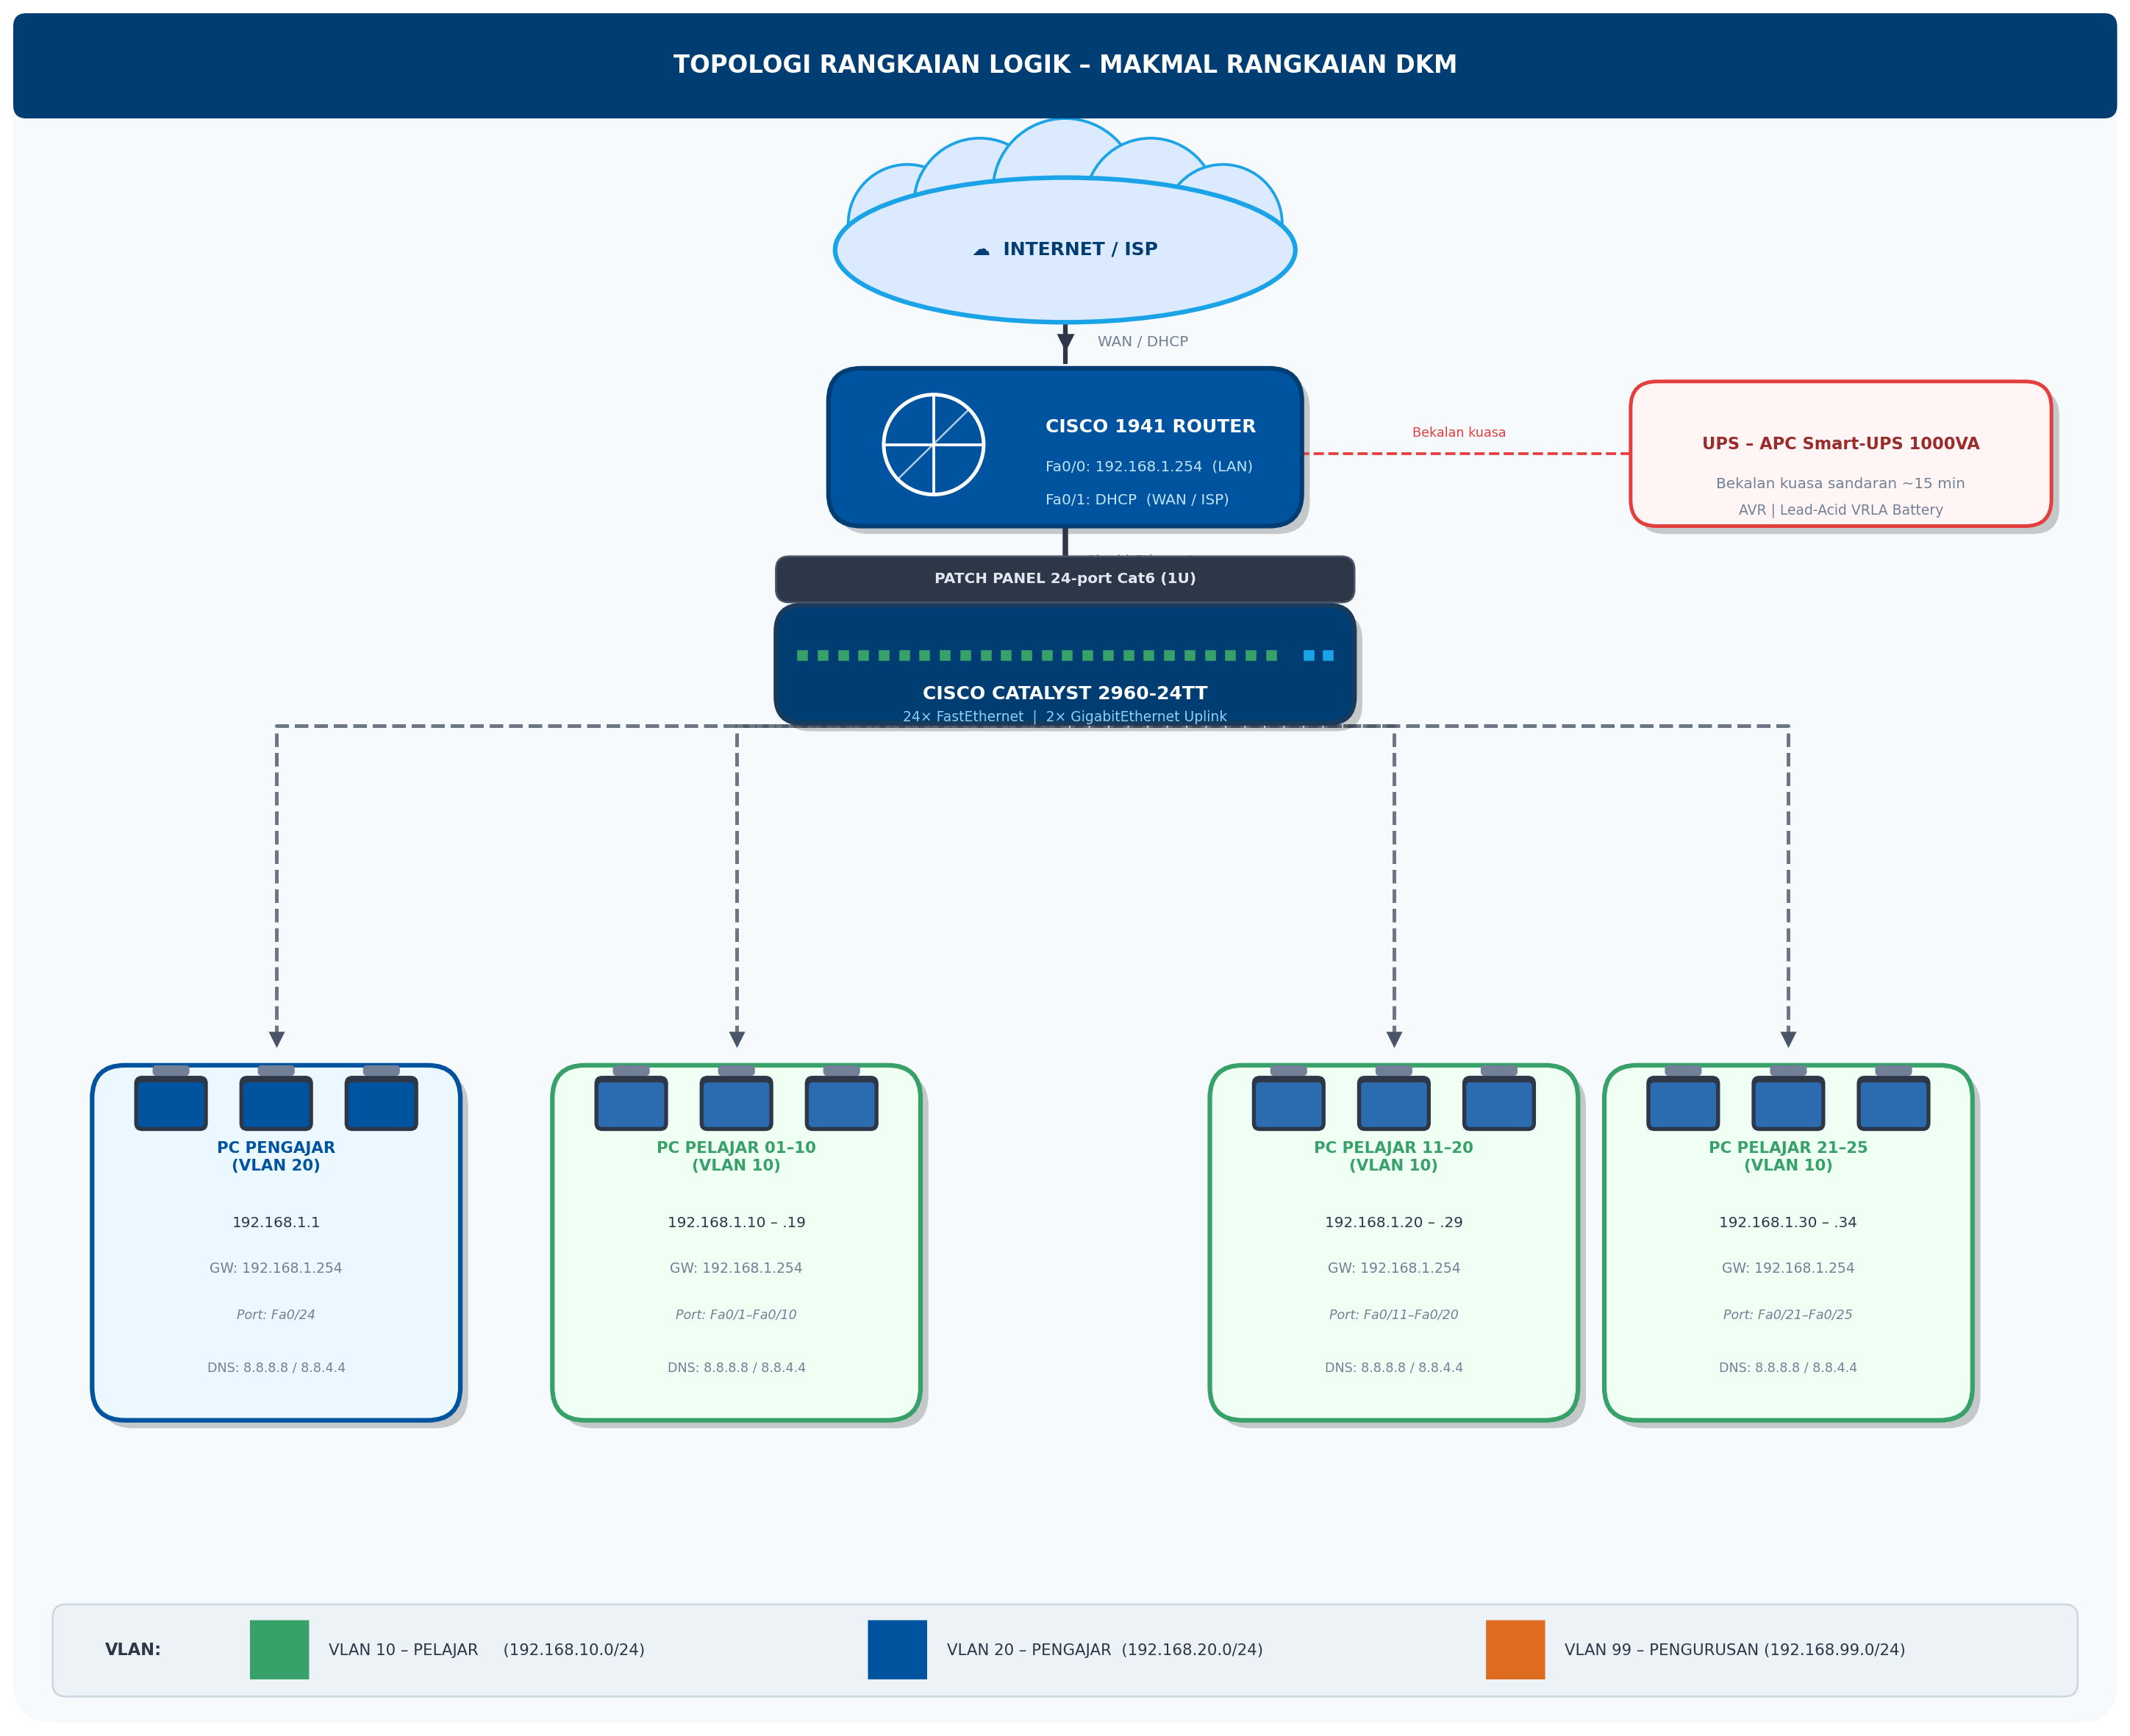 TOPOLOGI RANGKAIAN LOGIK – MAKMAL RANGKAIAN DKM
☁ INTERNET / ISP
WAN / DHCP
CISCO 1941 ROUTER
Fa0/0: 192.168.1.254 (LAN)
Fa0/1: DHCP (WAN / ISP)
Bekalan kuasa
UPS – APC Smart-UPS 1000VA
Bekalan kuasa sandaran ~15 min
AVR | Lead-Acid VRLA Battery
PATCH PANEL 24-port Cat6 (1U)
CISCO CATALYST 2960-24TT
24× FastEthernet | 2× GigabitEthernet Uplink
PC PENGAJAR
(VLAN 20)
192.168.1.1
GW: 192.168.1.254
Port: Fa0/24
DNS: 8.8.8.8 / 8.8.4.4
PC PELAJAR 01–10
(VLAN 10)
192.168.1.10 – .19
GW: 192.168.1.254
Port: Fa0/1–Fa0/10
DNS: 8.8.8.8 / 8.8.4.4
PC PELAJAR 11–20
(VLAN 10)
192.168.1.20 – .29
GW: 192.168.1.254
Port: Fa0/11–Fa0/20
DNS: 8.8.8.8 / 8.8.4.4
PC PELAJAR 21–25
(VLAN 10)
192.168.1.30 – .34
GW: 192.168.1.254
Port: Fa0/21–Fa0/25
DNS: 8.8.8.8 / 8.8.4.4
VLAN:
VLAN 10 – PELAJAR (192.168.10.0/24)
VLAN 20 – PENGAJAR (192.168.20.0/24)
VLAN 99 – PENGURUSAN (192.168.99.0/24)